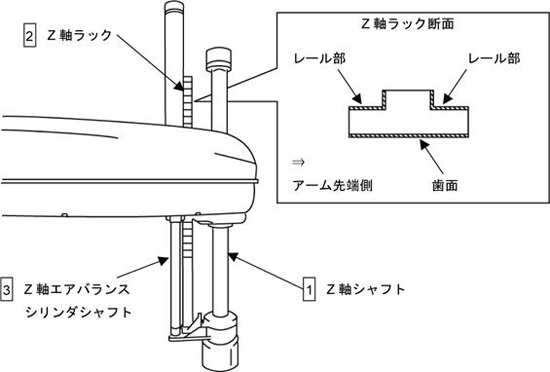 2 Z 軸ラック
Z 軸ラック断面
レール部 レール部
⇒
アーム先端側 歯面
3 Z 軸エアバランス
シリンダシャフト
1 Z 軸シャフト